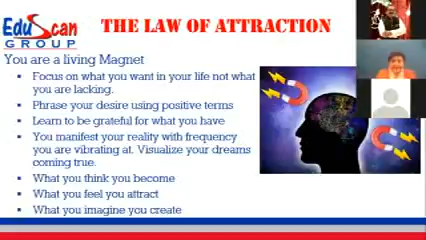 EduScan
GROUP
THE LAW OF ATTRACTION
You are a living Magnet
Focus on what you want in your life not what
you are lacking.
Phrase your desire using positive terms
Learn to be grateful for what you have
You manifest your reality with frequency
you are vibrating at. Visualize your dreams
coming true.
What you think you become
What you feel you attract
What you imagine you create